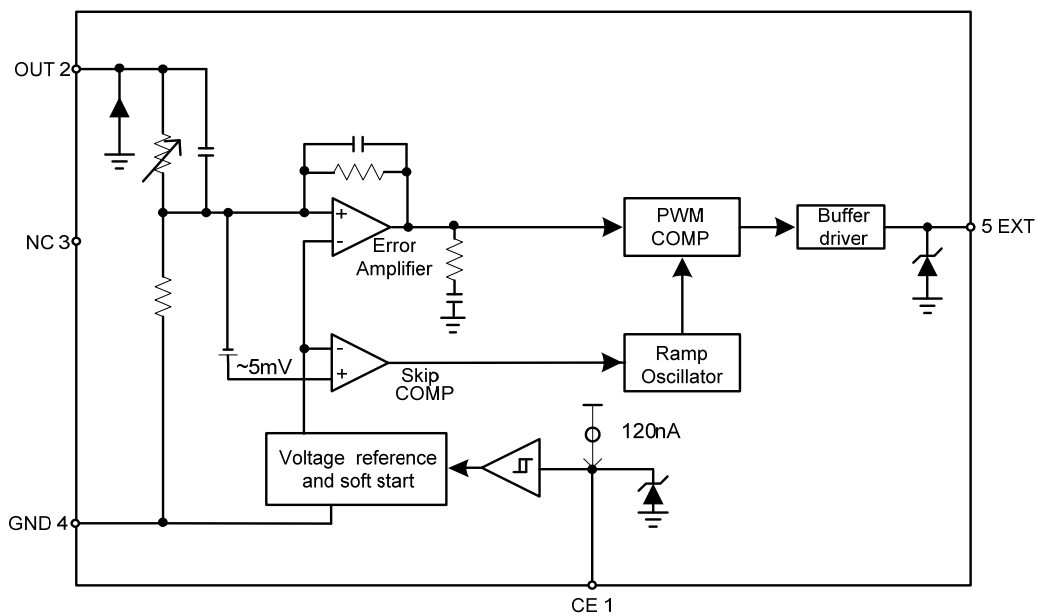 OUT 2
NC 3
+
-
Error
Amplifier
PWM
COMP
Buffer
driver
5 EXT
~5mV
-
+
Skip
COMP
Ramp
Oscillator
120nA
Voltage reference
and soft start
GND 4
CE 1